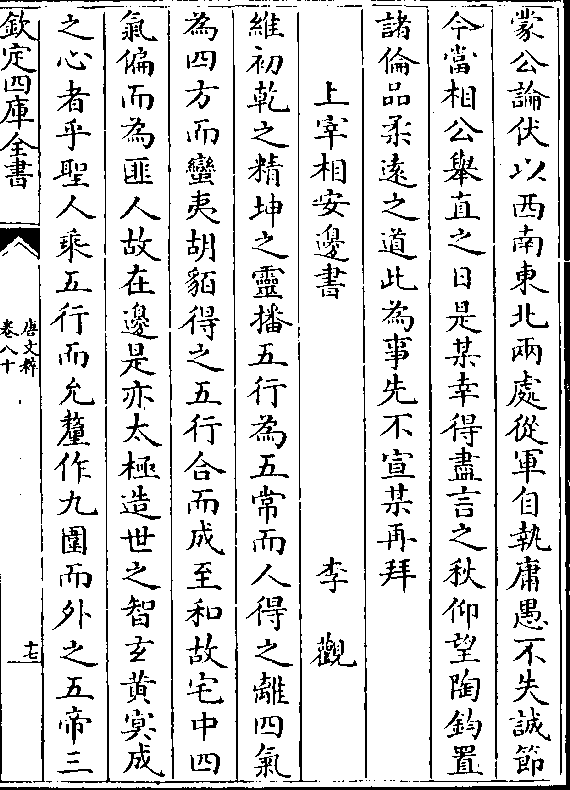 蒙公論伏以西南東北兩處從軍自執庸愚不失誠節
今當相公舉直之日是某幸得盡言之秋仰望陶鈞置
諸倫品柔遠之道此為事先不宣某再拜
上宰相安邊書　李觀
維初乾之精坤之靈播五行為五常而人得之離四氣
為四方而蠻夷胡貊得之五行合而成至和故宅中四
氣偏而為匪人故在邊是亦太極造世之智玄黃冥成
之心者乎聖人乘五行而允釐作九圍而外之五帝三
欽定四庫全書
唐文粹
卷八十
十七